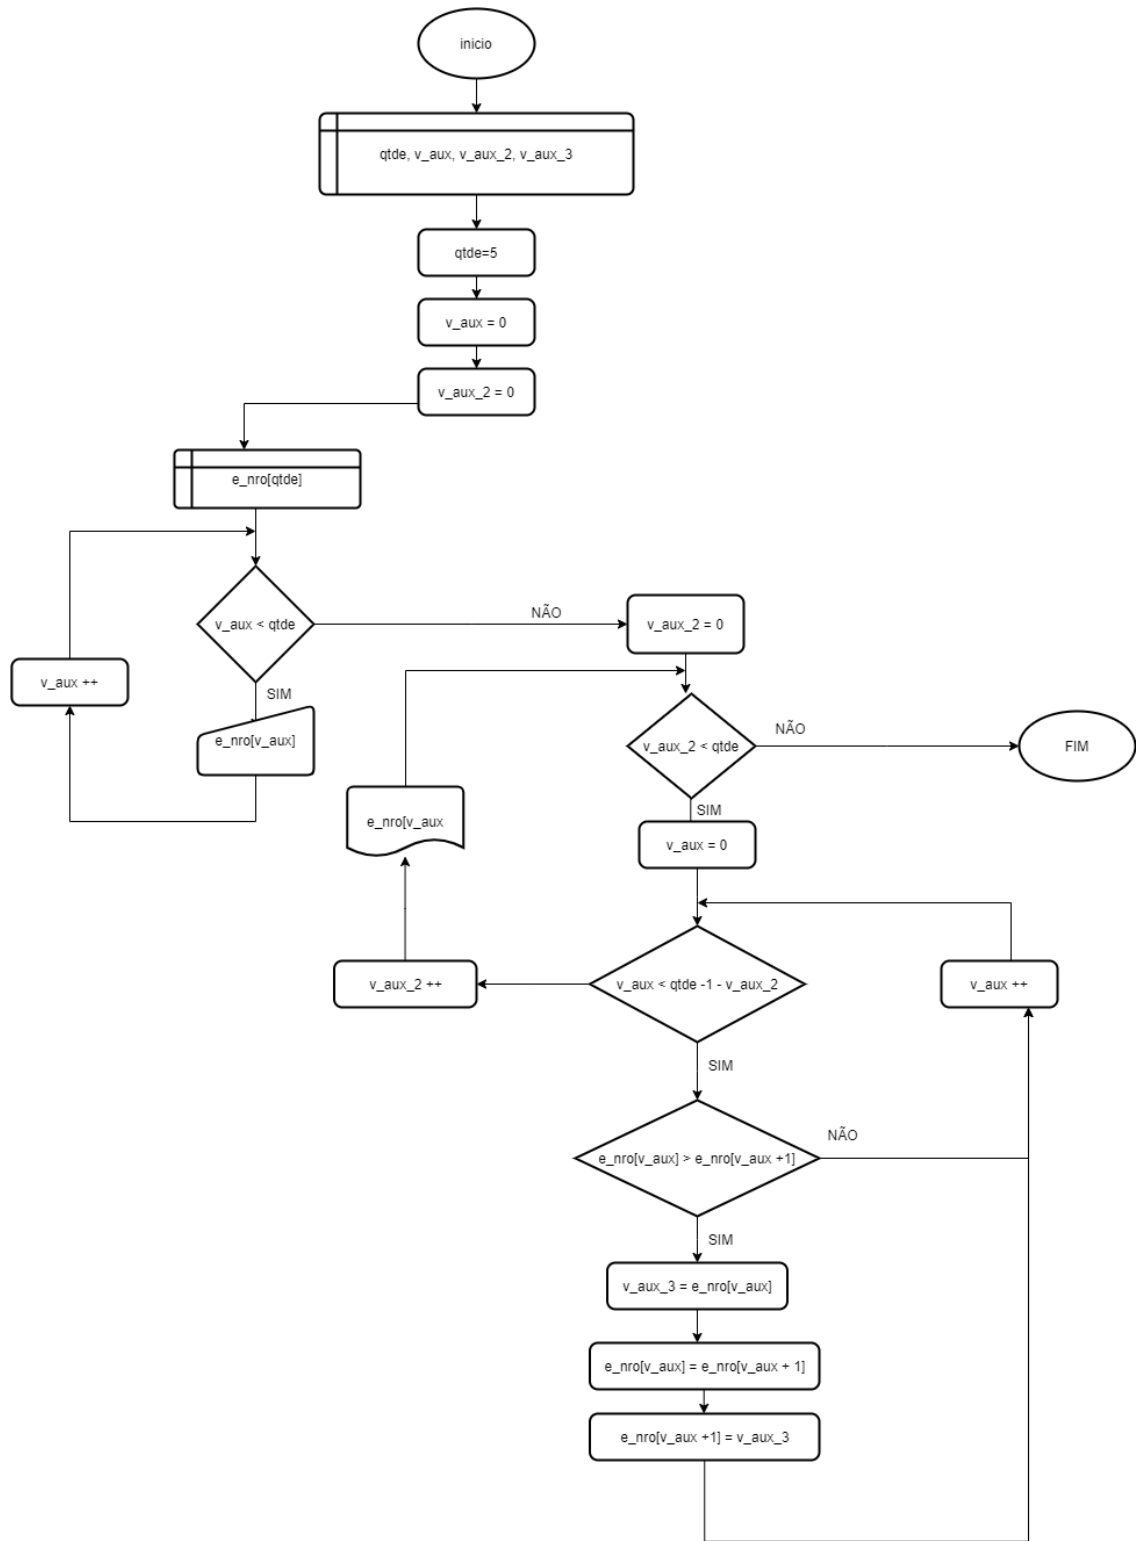 inicio
qtde, v_aux, v_aux_2, v_aux_3
qtde=5
v_aux = 0
v_aux_2 = 0
e_nro[qtde]
v_aux < qtde
NÃO
v_aux_2 = 0
v_aux ++
SIM
e_nro[v_aux]
v_aux_2 < qtde
NÃO
FIM
SIM
e_nro[v_aux
v_aux = 0
v_aux_2 ++
v_aux < qtde -1 - v_aux_2
v_aux ++
SIM
e_nro[v_aux] > e_nro[v_aux +1]
NÃO
SIM
v_aux_3 = e_nro[v_aux]
e_nro[v_aux] = e_nro[v_aux + 1]
e_nro[v_aux +1] = v_aux_3